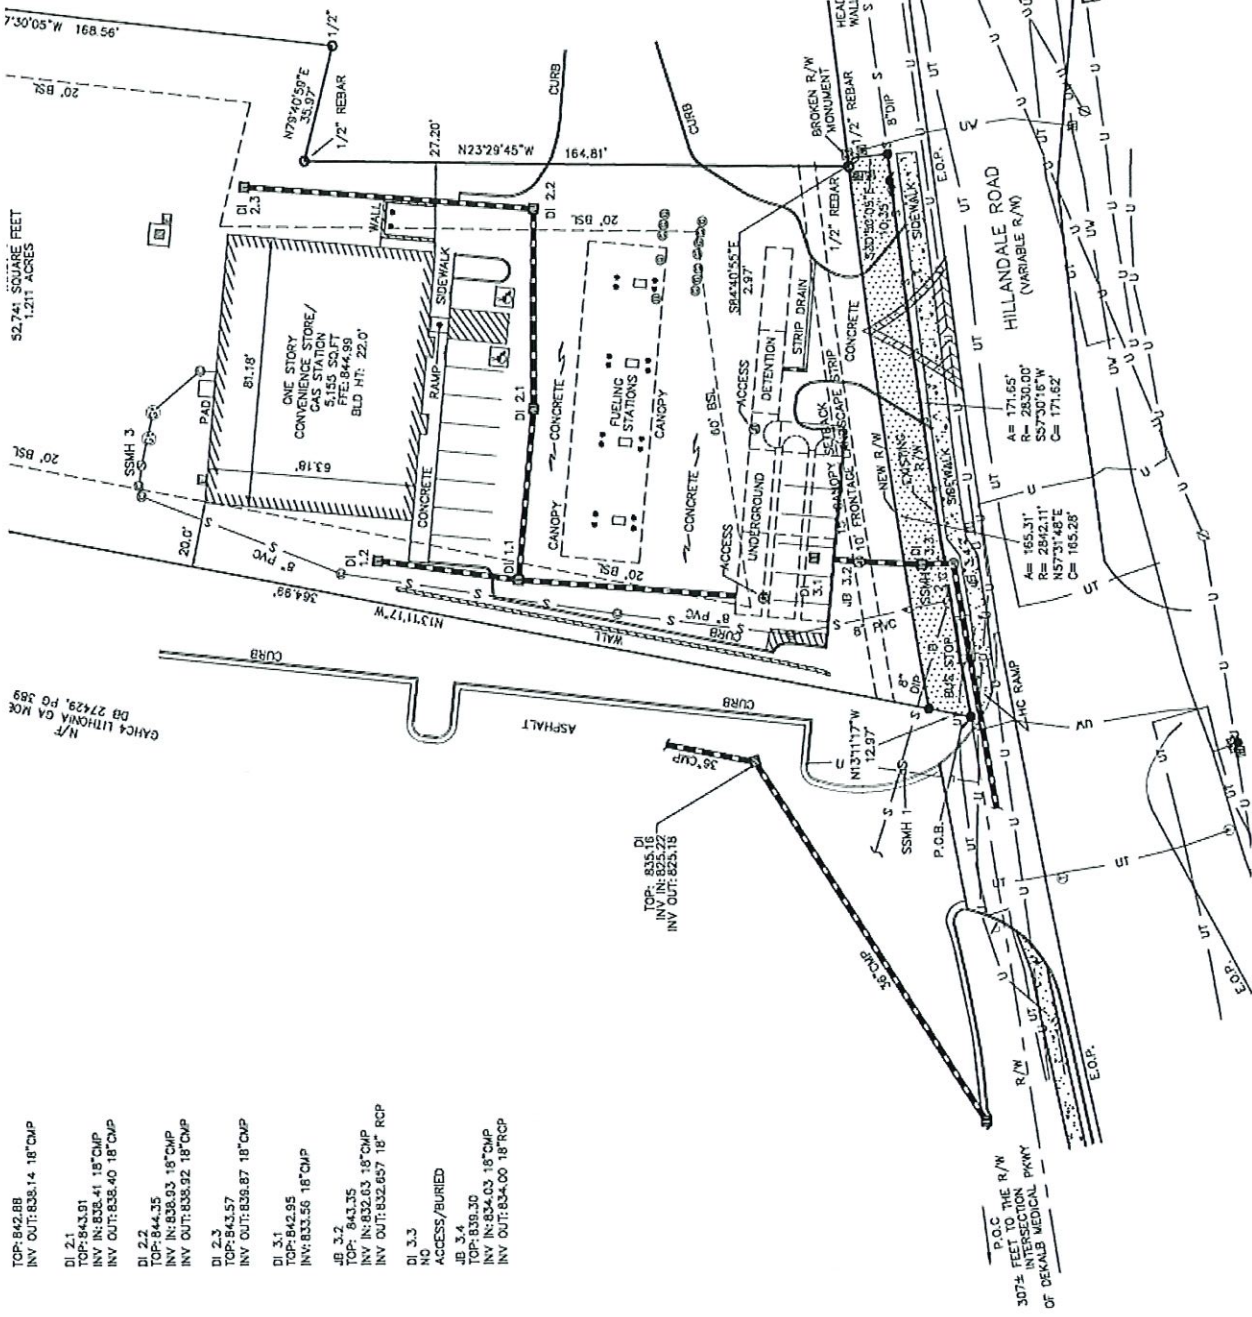 7°30'05"W 168.56'
1/2"
N79°40'59"E
35.97'
1/2" REBAR
20' BSL
52,741 SQUARE FEET
1.211 ACRES
DI
2.3
WALL
27.20'
CURB
CURB
N23°29'45"W 164.81'
DI 2.2
20' BSL
81.18'
ONE STORY
CONVENIENCE STORE/
GAS STATION
5,155 SQ.FT
FFE: 844.99
BLD HT: 22.0'
63.18'
PAD
SSMH 3
20' BSL
20.0'
RAMP
SIDEWALK
CONCRETE
DI 2.1
CONCRETE
CANOPY
FUELING
STATIONS
CANOPY
60' BSL
CONCRETE
DI
1.2
DI 1.1
20' BSL
8" PVC
S
364.99'
N13°11'17"W
WALL
8" PVC
CURB
ACCESS
ACCESS
UNDERGROUND
DETENTION
STRIP DRAIN
DI
3.1
JB 3.2
BROKEN R/W
MONUMENT
1/2" REBAR
1/2" REBAR
S84°40'55"E
2.97'
8"DIP
HEAD
WALL
CONCRETE
10' FRONTAGE LANDSCAPE STRIP
NEW R/W
EXISTING
R/W
SIDEWALK
SIDEWALK
E.O.P.
HILLANDALE ROAD
(VARIABLE R/W)
A= 171.65'
R= 2830.00'
S57°30'16"W
C= 171.62'
A= 165.31'
R= 2842.11'
N57°31'48"E
C= 165.28'
8" PVC
8"
DIP
BUS STOP
HC RAMP
N13°11'17"W
12.97'
SSMH 1
P.O.B.
CURB
CURB
ASPHALT
N/F
GAHCA LITHONIA GA MOB
DB 27429, PG 389
36"CMP
DI
TOP: 835.16
INV IN: 825.22
INV OUT: 825.18
36"CMP
E.O.P.
E.O.P.
R/W
P.O.C
307± FEET TO THE R/W
INTERSECTION
OF DEKALB MEDICAL PKWY
TOP: 842.88
INV OUT: 838.14 18"CMP
DI 2.1
TOP: 843.91
INV IN: 838.41 18"CMP
INV OUT: 838.40 18"CMP
DI 2.2
TOP: 844.35
INV IN: 838.93 18"CMP
INV OUT: 838.92 18"CMP
DI 2.3
TOP: 843.57
INV OUT: 839.87 18"CMP
DI 3.1
TOP: 842.95
INV: 833.56 18"CMP
JB 3.2
TOP: 843.35
INV IN: 832.63 18"CMP
INV OUT: 832.657 18" RCP
DI 3.3
NO
ACCESS/BURIED
JB 3.4
TOP: 839.30
INV IN: 834.03 18"CMP
INV OUT: 834.00 18"RCP